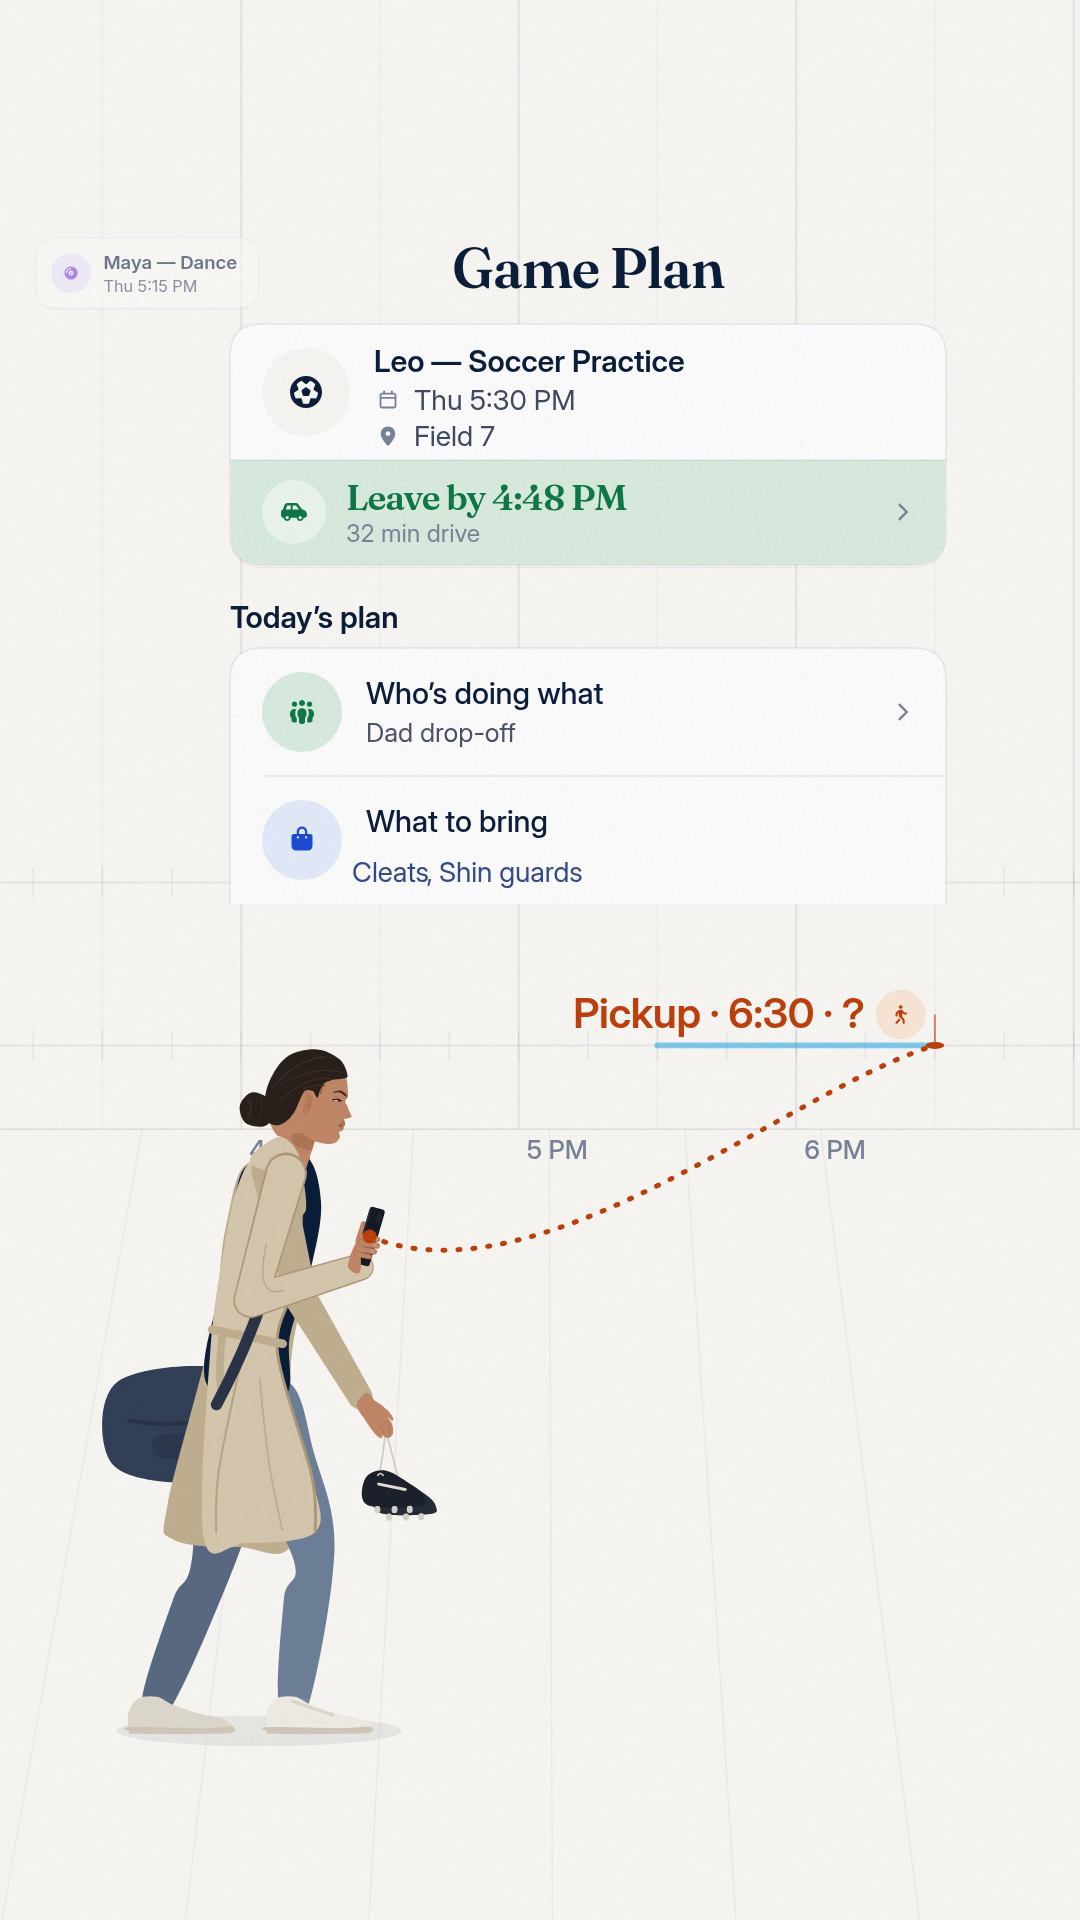 Maya — Dance
Thu 5:15 PM
Game Plan
Leo — Soccer Practice
Thu 5:30 PM
Field 7
Leave by 4:48 PM
32 min drive
Today’s plan
Who’s doing what
Dad drop-off
What to bring
Cleats, Shin guards
Pickup · 6:30 · ?
4
5 PM
6 PM